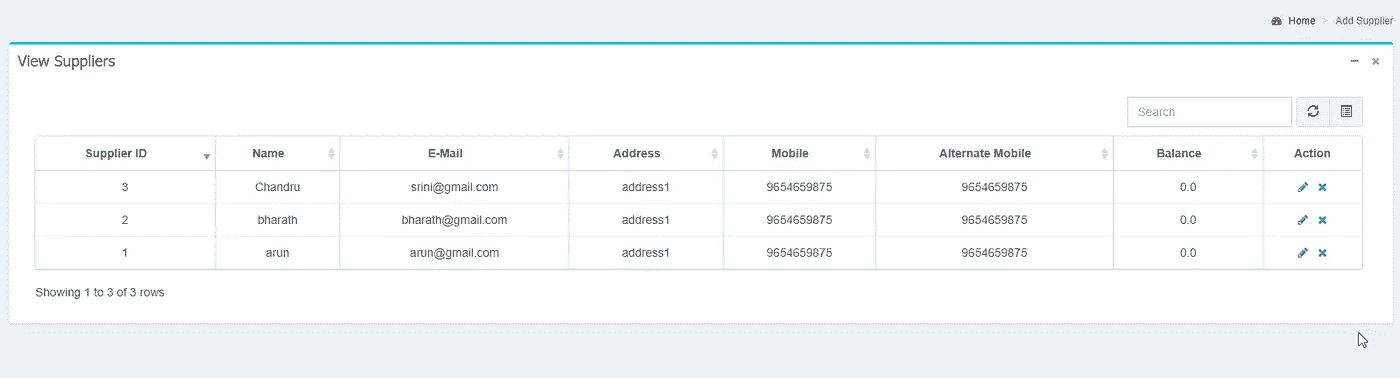 Home > Add Supplier
View Suppliers
Search
Supplier ID Name E-Mail Address Mobile Alternate Mobile Balance Action
3 Chandru srini@gmail.com address1 9654659875 9654659875 0.0
2 bharath bharath@gmail.com address1 9654659875 9654659875 0.0
1 arun arun@gmail.com address1 9654659875 9654659875 0.0
Showing 1 to 3 of 3 rows